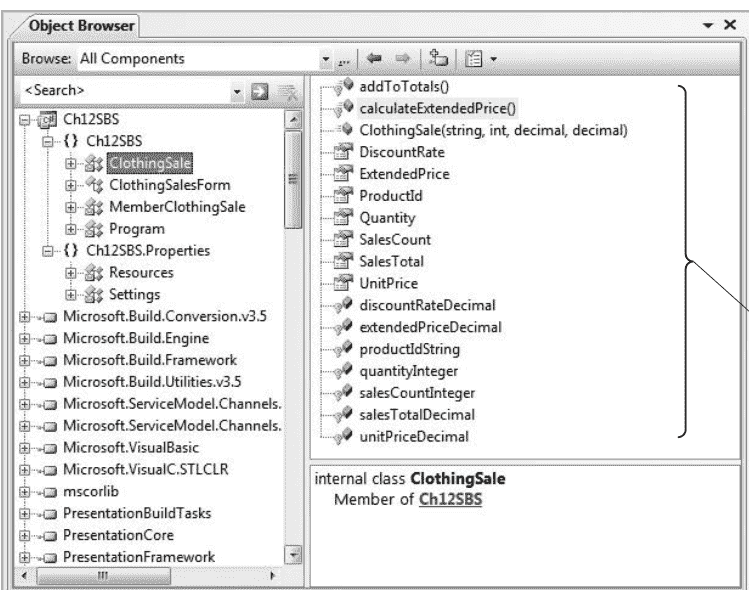 Object Browser
Browse: All Components
<Search>
Ch12SBS
{} Ch12SBS
ClothingSale
ClothingSalesForm
MemberClothingSale
Program
{} Ch12SBS.Properties
Resources
Settings
Microsoft.Build.Conversion.v3.5
Microsoft.Build.Engine
Microsoft.Build.Framework
Microsoft.Build.Utilities.v3.5
Microsoft.ServiceModel.Channels.
Microsoft.ServiceModel.Channels.
Microsoft.VisualBasic
Microsoft.VisualC.STLCLR
mscorlib
PresentationBuildTasks
PresentationCore
PresentationFramework
addToTotals()
calculateExtendedPrice()
ClothingSale(string, int, decimal, decimal)
DiscountRate
ExtendedPrice
ProductId
Quantity
SalesCount
SalesTotal
UnitPrice
discountRateDecimal
extendedPriceDecimal
productIdString
quantityInteger
salesCountInteger
salesTotalDecimal
unitPriceDecimal
internal class ClothingSale
Member of Ch12SBS